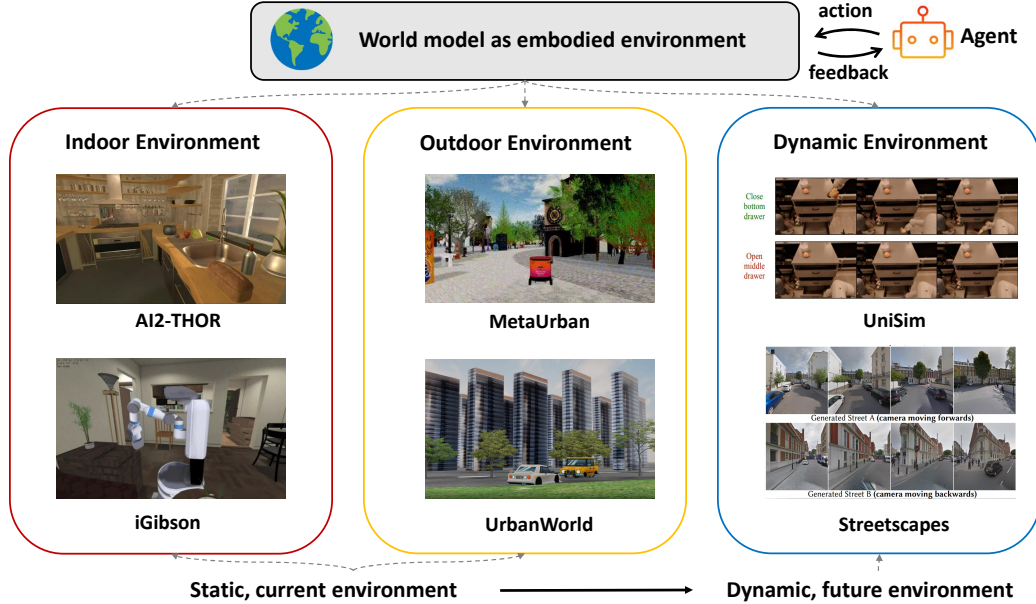 World model as embodied environment
action
feedback
Agent
Indoor Environment
AI2-THOR
iGibson
Outdoor Environment
MetaUrban
UrbanWorld
Dynamic Environment
Close
bottom
drawer
Open
middle
drawer
UniSim
Generated Street A (camera moving forwards)
Generated Street B (camera moving backwards)
Streetscapes
Static, current environment
Dynamic, future environment